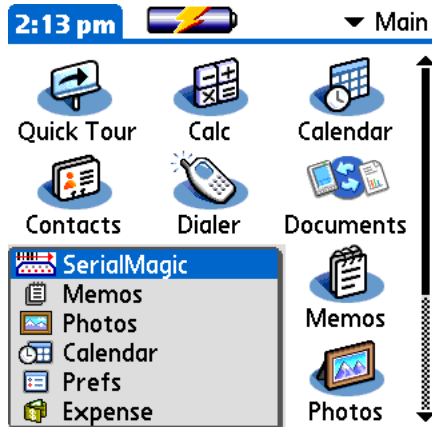 2:13 pm Main
Quick Tour Calc Calendar
Contacts Dialer Documents
SerialMagic
Memos
Photos
Calendar
Prefs
Expense
Memos
Photos